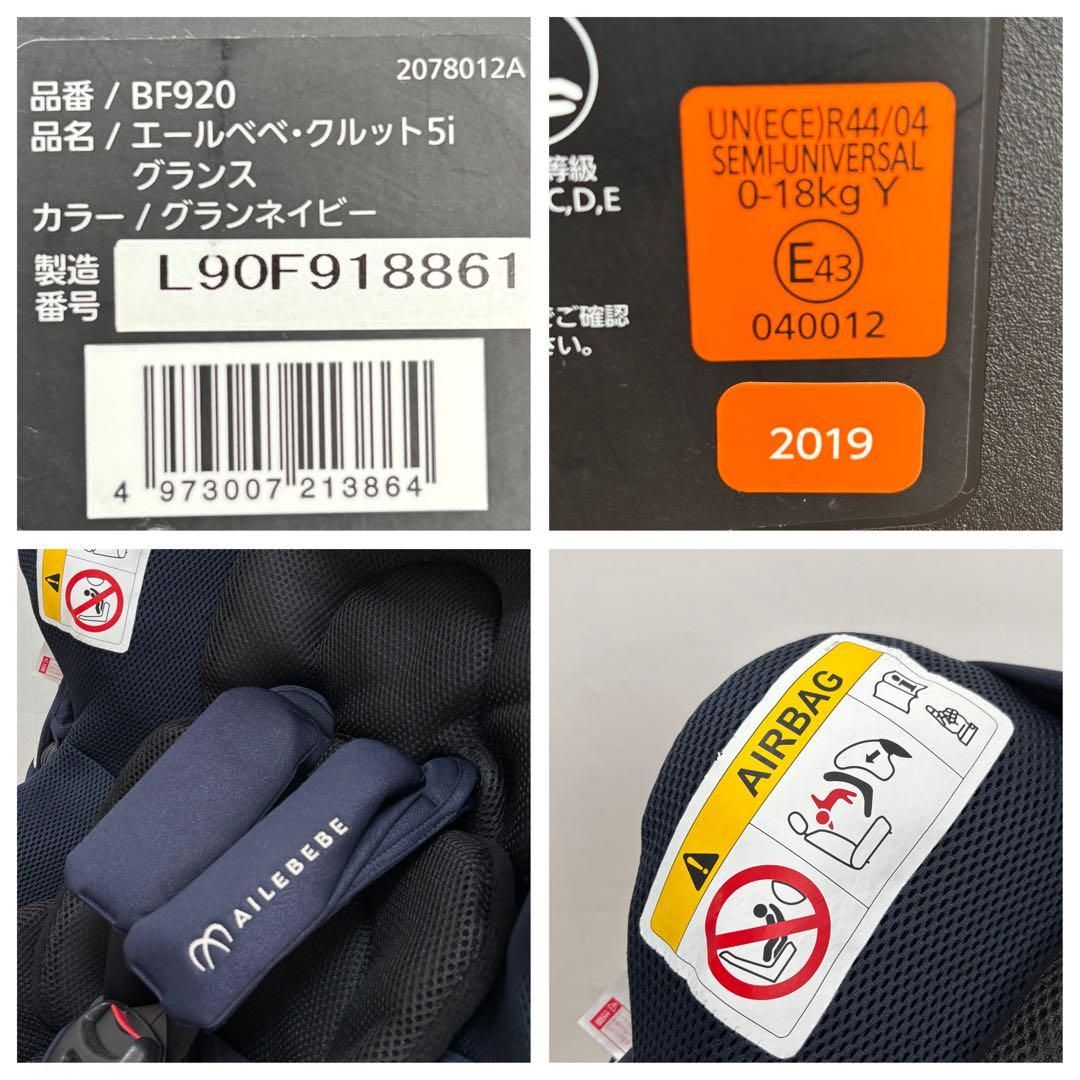 2078012A
品番 / BF920
品名 / エールベベ・クルット5i
グランス
カラー / グランネイビー
製造
番号
L90F918861
4 973007 213864
等級
C,D,E
でご確認
さい。
UN(ECE)R44/04
SEMI-UNIVERSAL
0-18kg Y
E43
040012
2019
AILEBEBE
AIRBAG